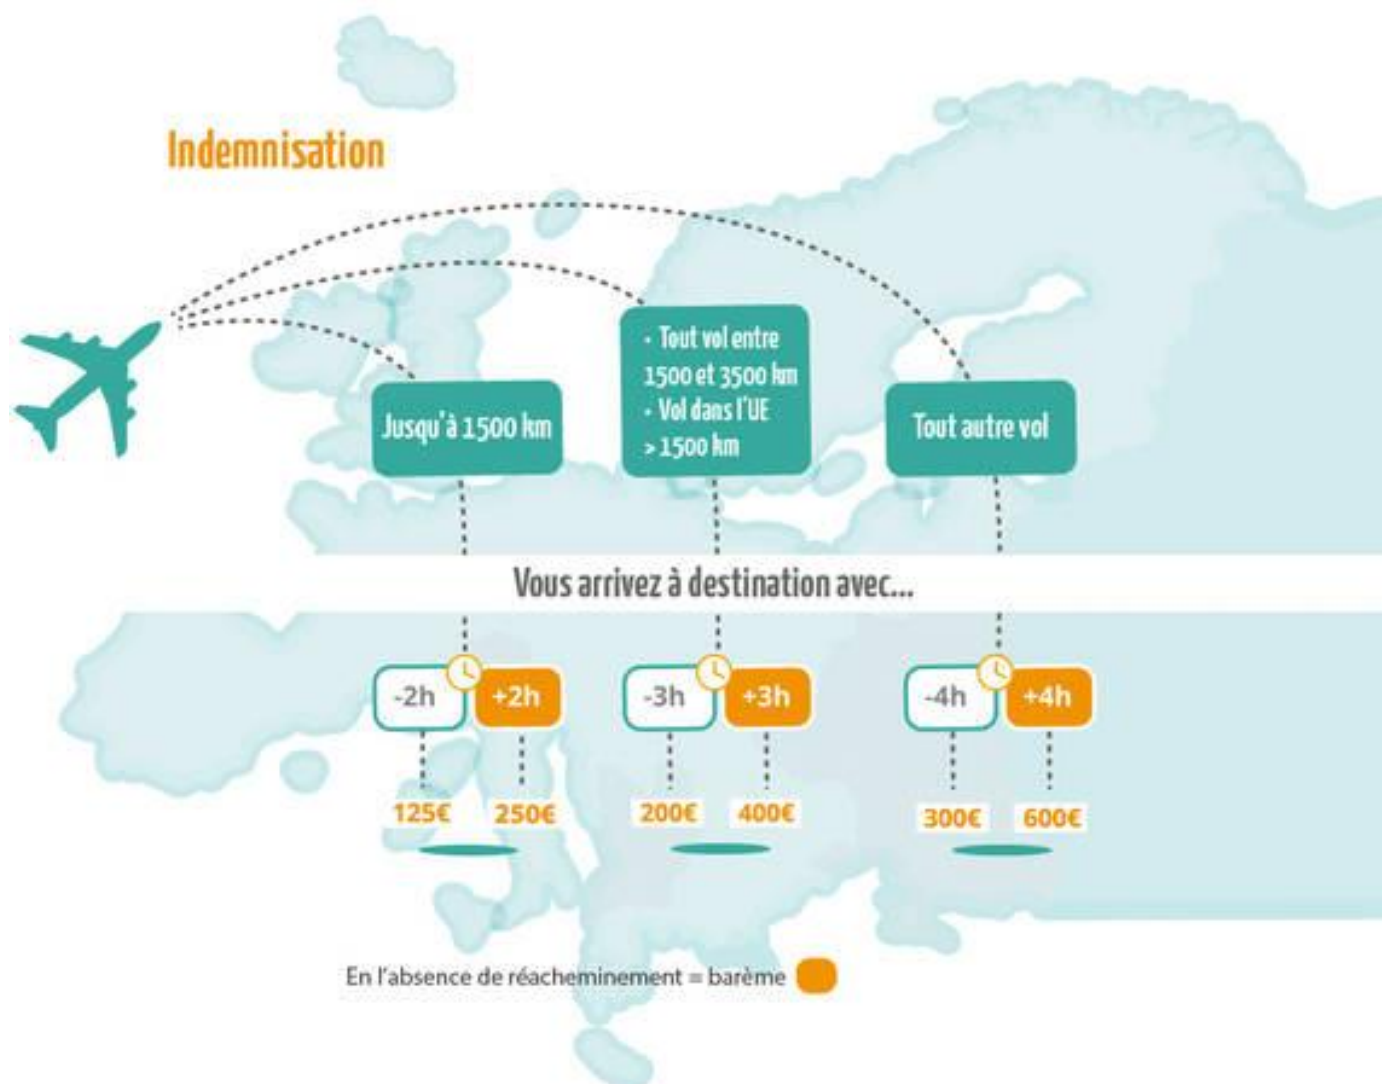 Indemnisation
Jusqu'à 1500 km
• Tout vol entre
1500 et 3500 km
• Vol dans l'UE
> 1500 km
Tout autre vol
Vous arrivez à destination avec...
-2h +2h
-3h +3h
-4h +4h
125€ 250€
200€ 400€
300€ 600€
En l'absence de réacheminement = barème